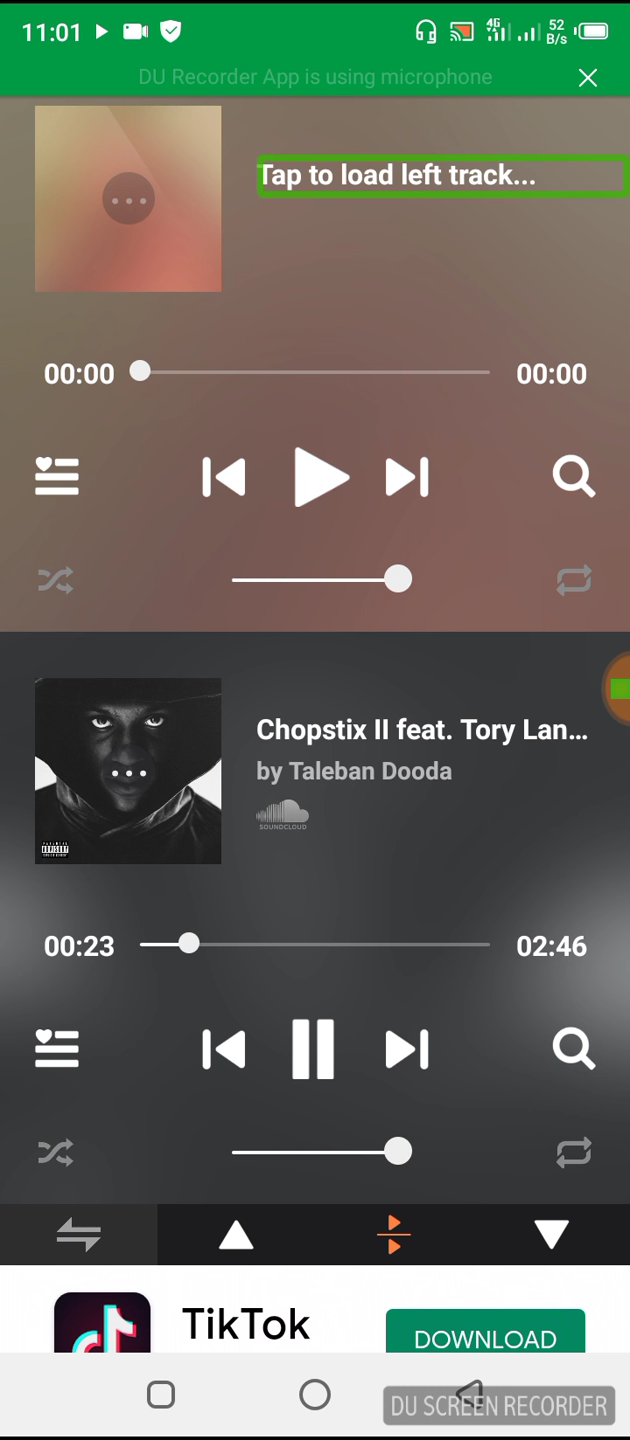 11:01
4G
52
B/s
DU Recorder App is using microphone
Tap to load left track...
00:00
00:00
Chopstix II feat. Tory Lan...
by Taleban Dooda
SOUNDCLOUD
00:23
02:46
TikTok
DOWNLOAD
DU SCREEN RECORDER